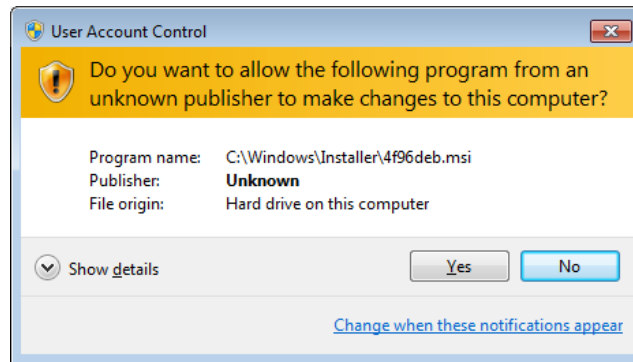 User Account Control
Do you want to allow the following program from an
unknown publisher to make changes to this computer?
Program name: C:\Windows\Installer\4f96deb.msi
Publisher: Unknown
File origin: Hard drive on this computer
Show details Yes No
Change when these notifications appear